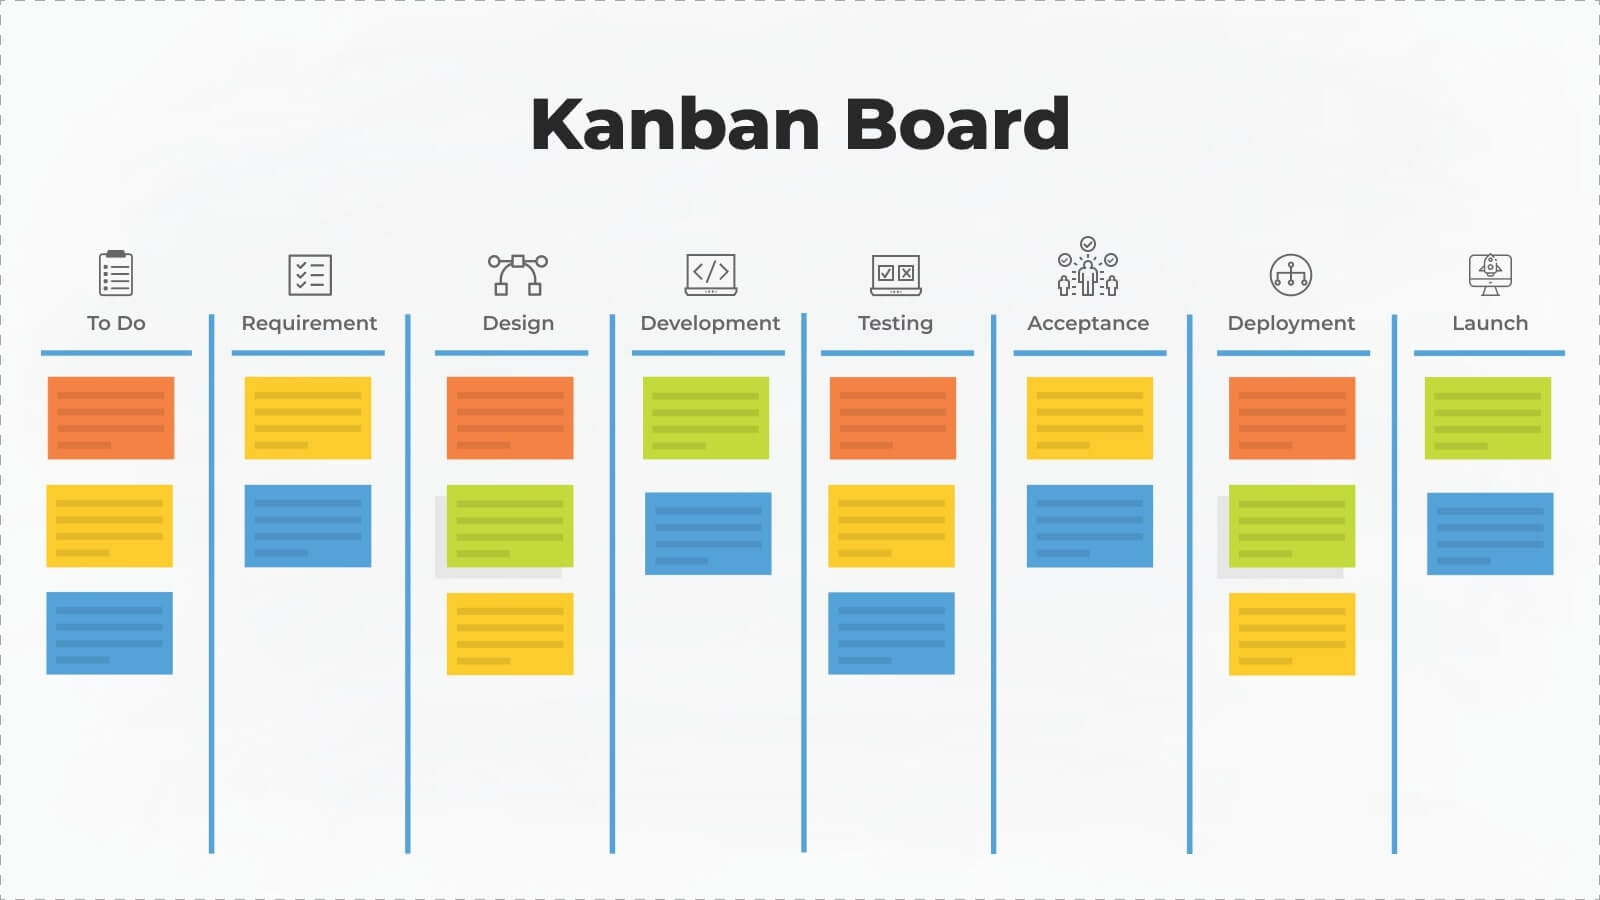 Kanban Board
To Do
Requirement
Design
Development
Testing
Acceptance
Deployment
Launch